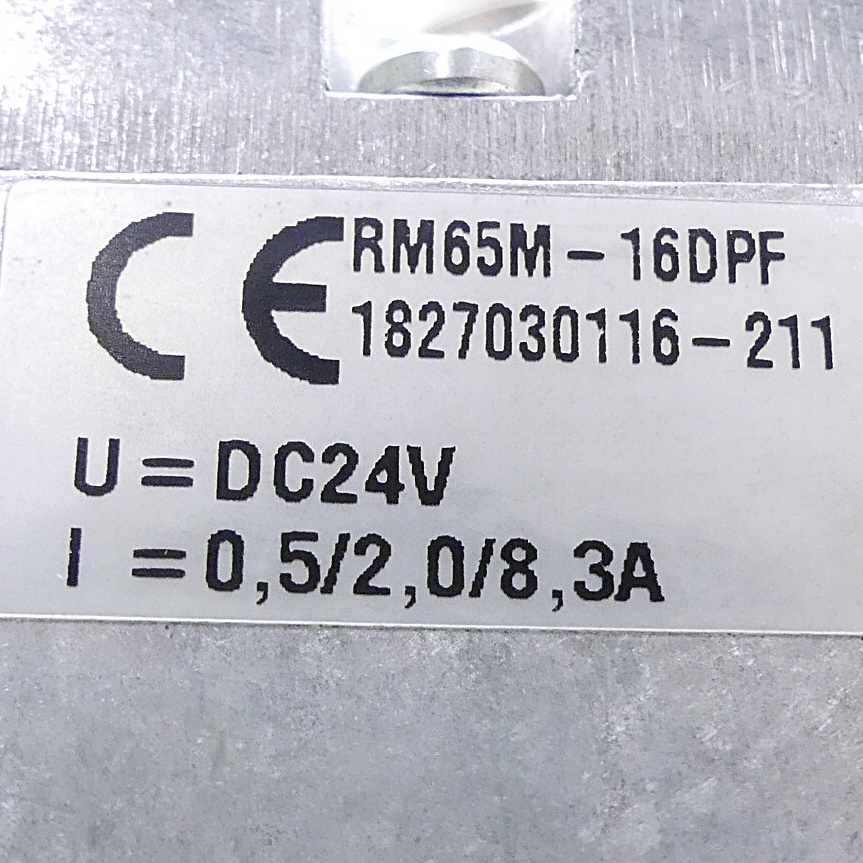 CE RM65M-16DPF
1827030116-211
U = DC24V
I = 0,5/2,0/8,3A